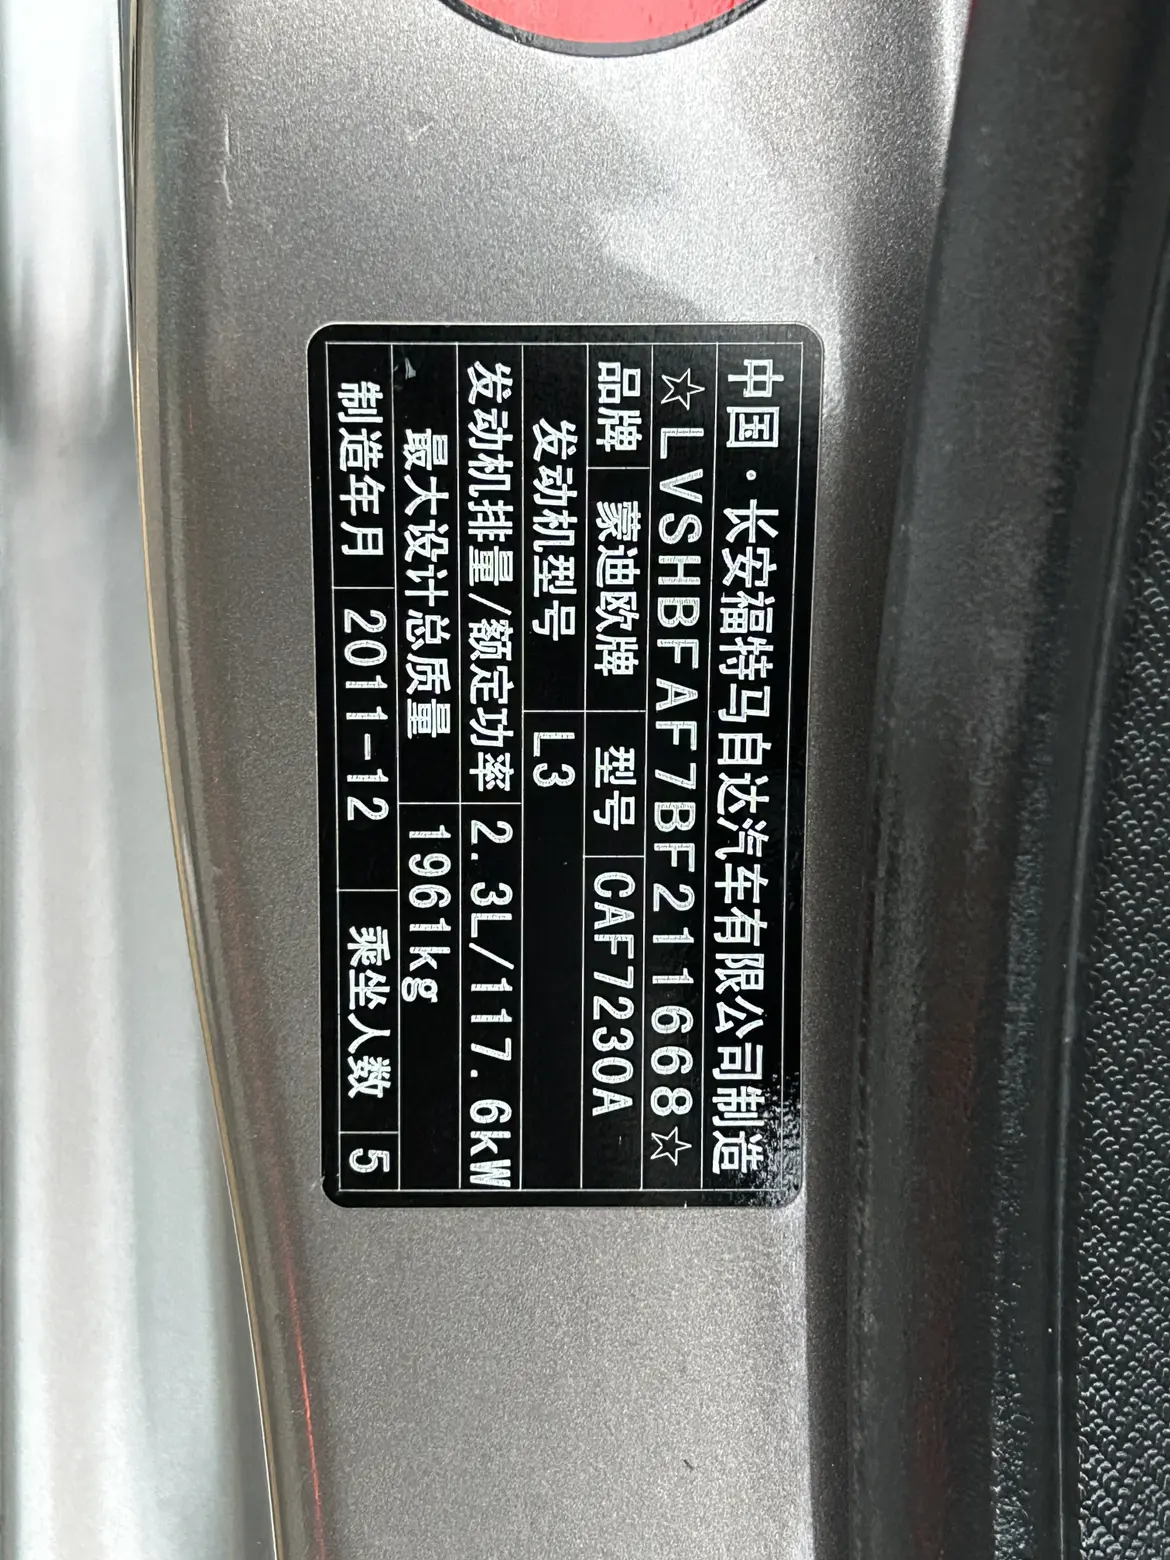 中国·长安福特马自达汽车有限公司制造
☆LVSHBFAF7BF211668☆
品牌 蒙迪欧牌 型号 CAF7230A
发动机型号 L3
发动机排量/额定功率 2.3L/117.6kW
最大设计总质量 1961kg
制造年月 2011-12 乘坐人数 5